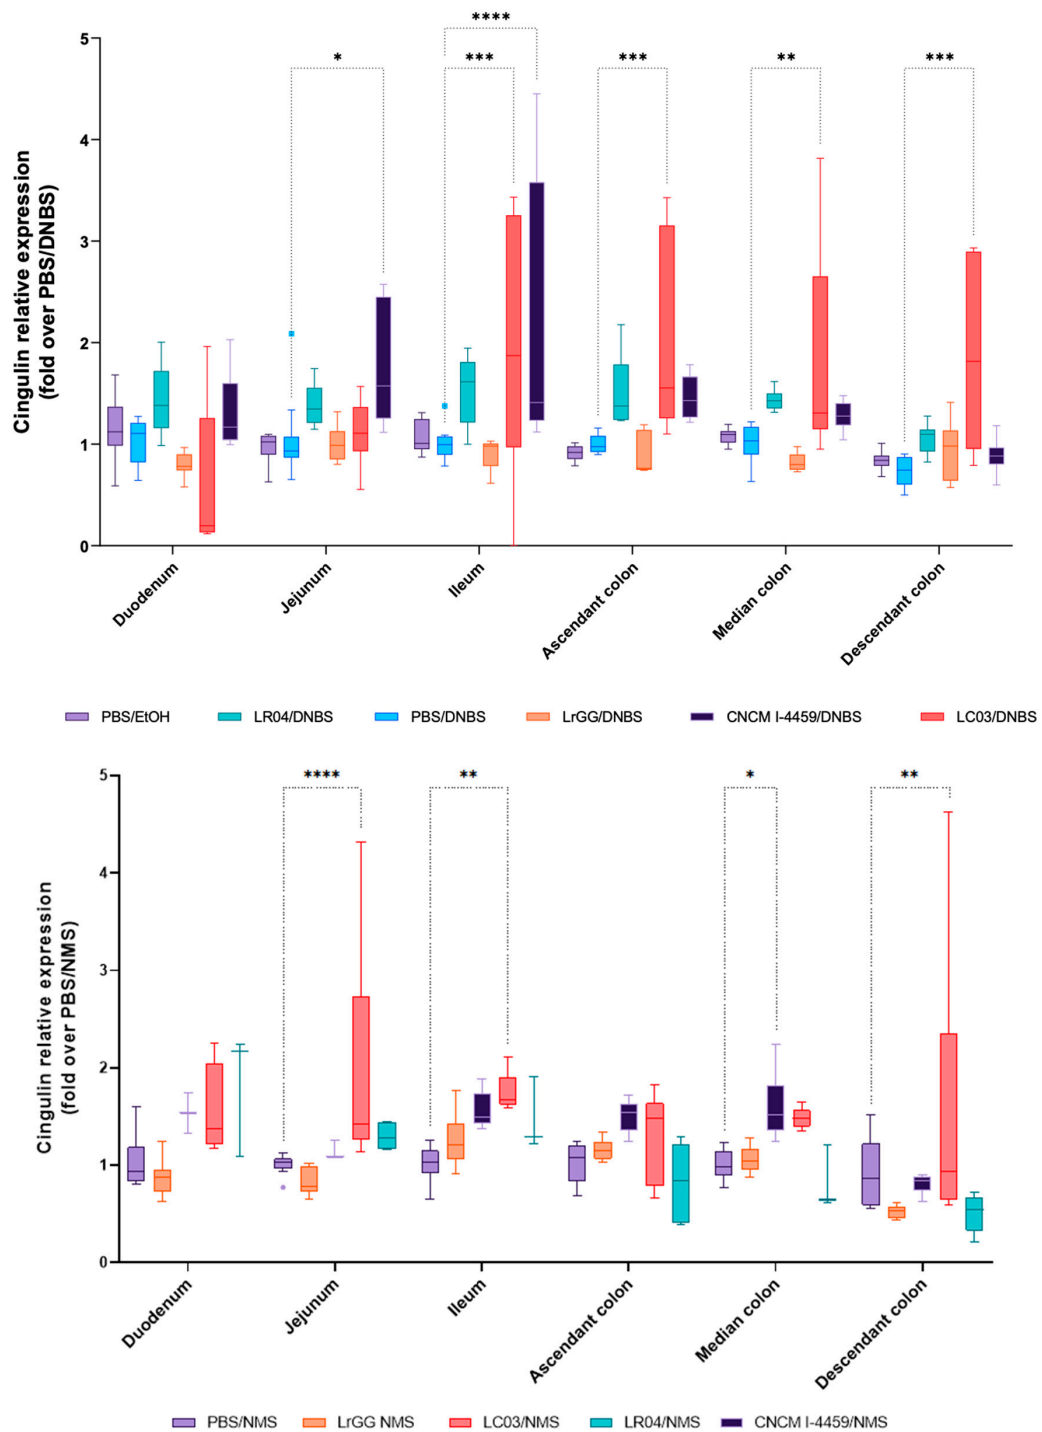 ****
5
*
***
***
**
***
4
3
2
1
0
Cingulin relative expression
(fold over PBS/DNBS)
Duodenum
Jejunum
Ileum
Ascendant colon
Median colon
Descendant colon
PBS/EtOH
LR04/DNBS
PBS/DNBS
LrGG/DNBS
CNCM I-4459/DNBS
LC03/DNBS
5
****
**
*
**
4
3
2
1
0
Cingulin relative expression
(fold over PBS/NMS)
Duodenum
Jejunum
Ileum
Ascendant colon
Median colon
Descendant colon
PBS/NMS
LrGG NMS
LC03/NMS
LR04/NMS
CNCM I-4459/NMS